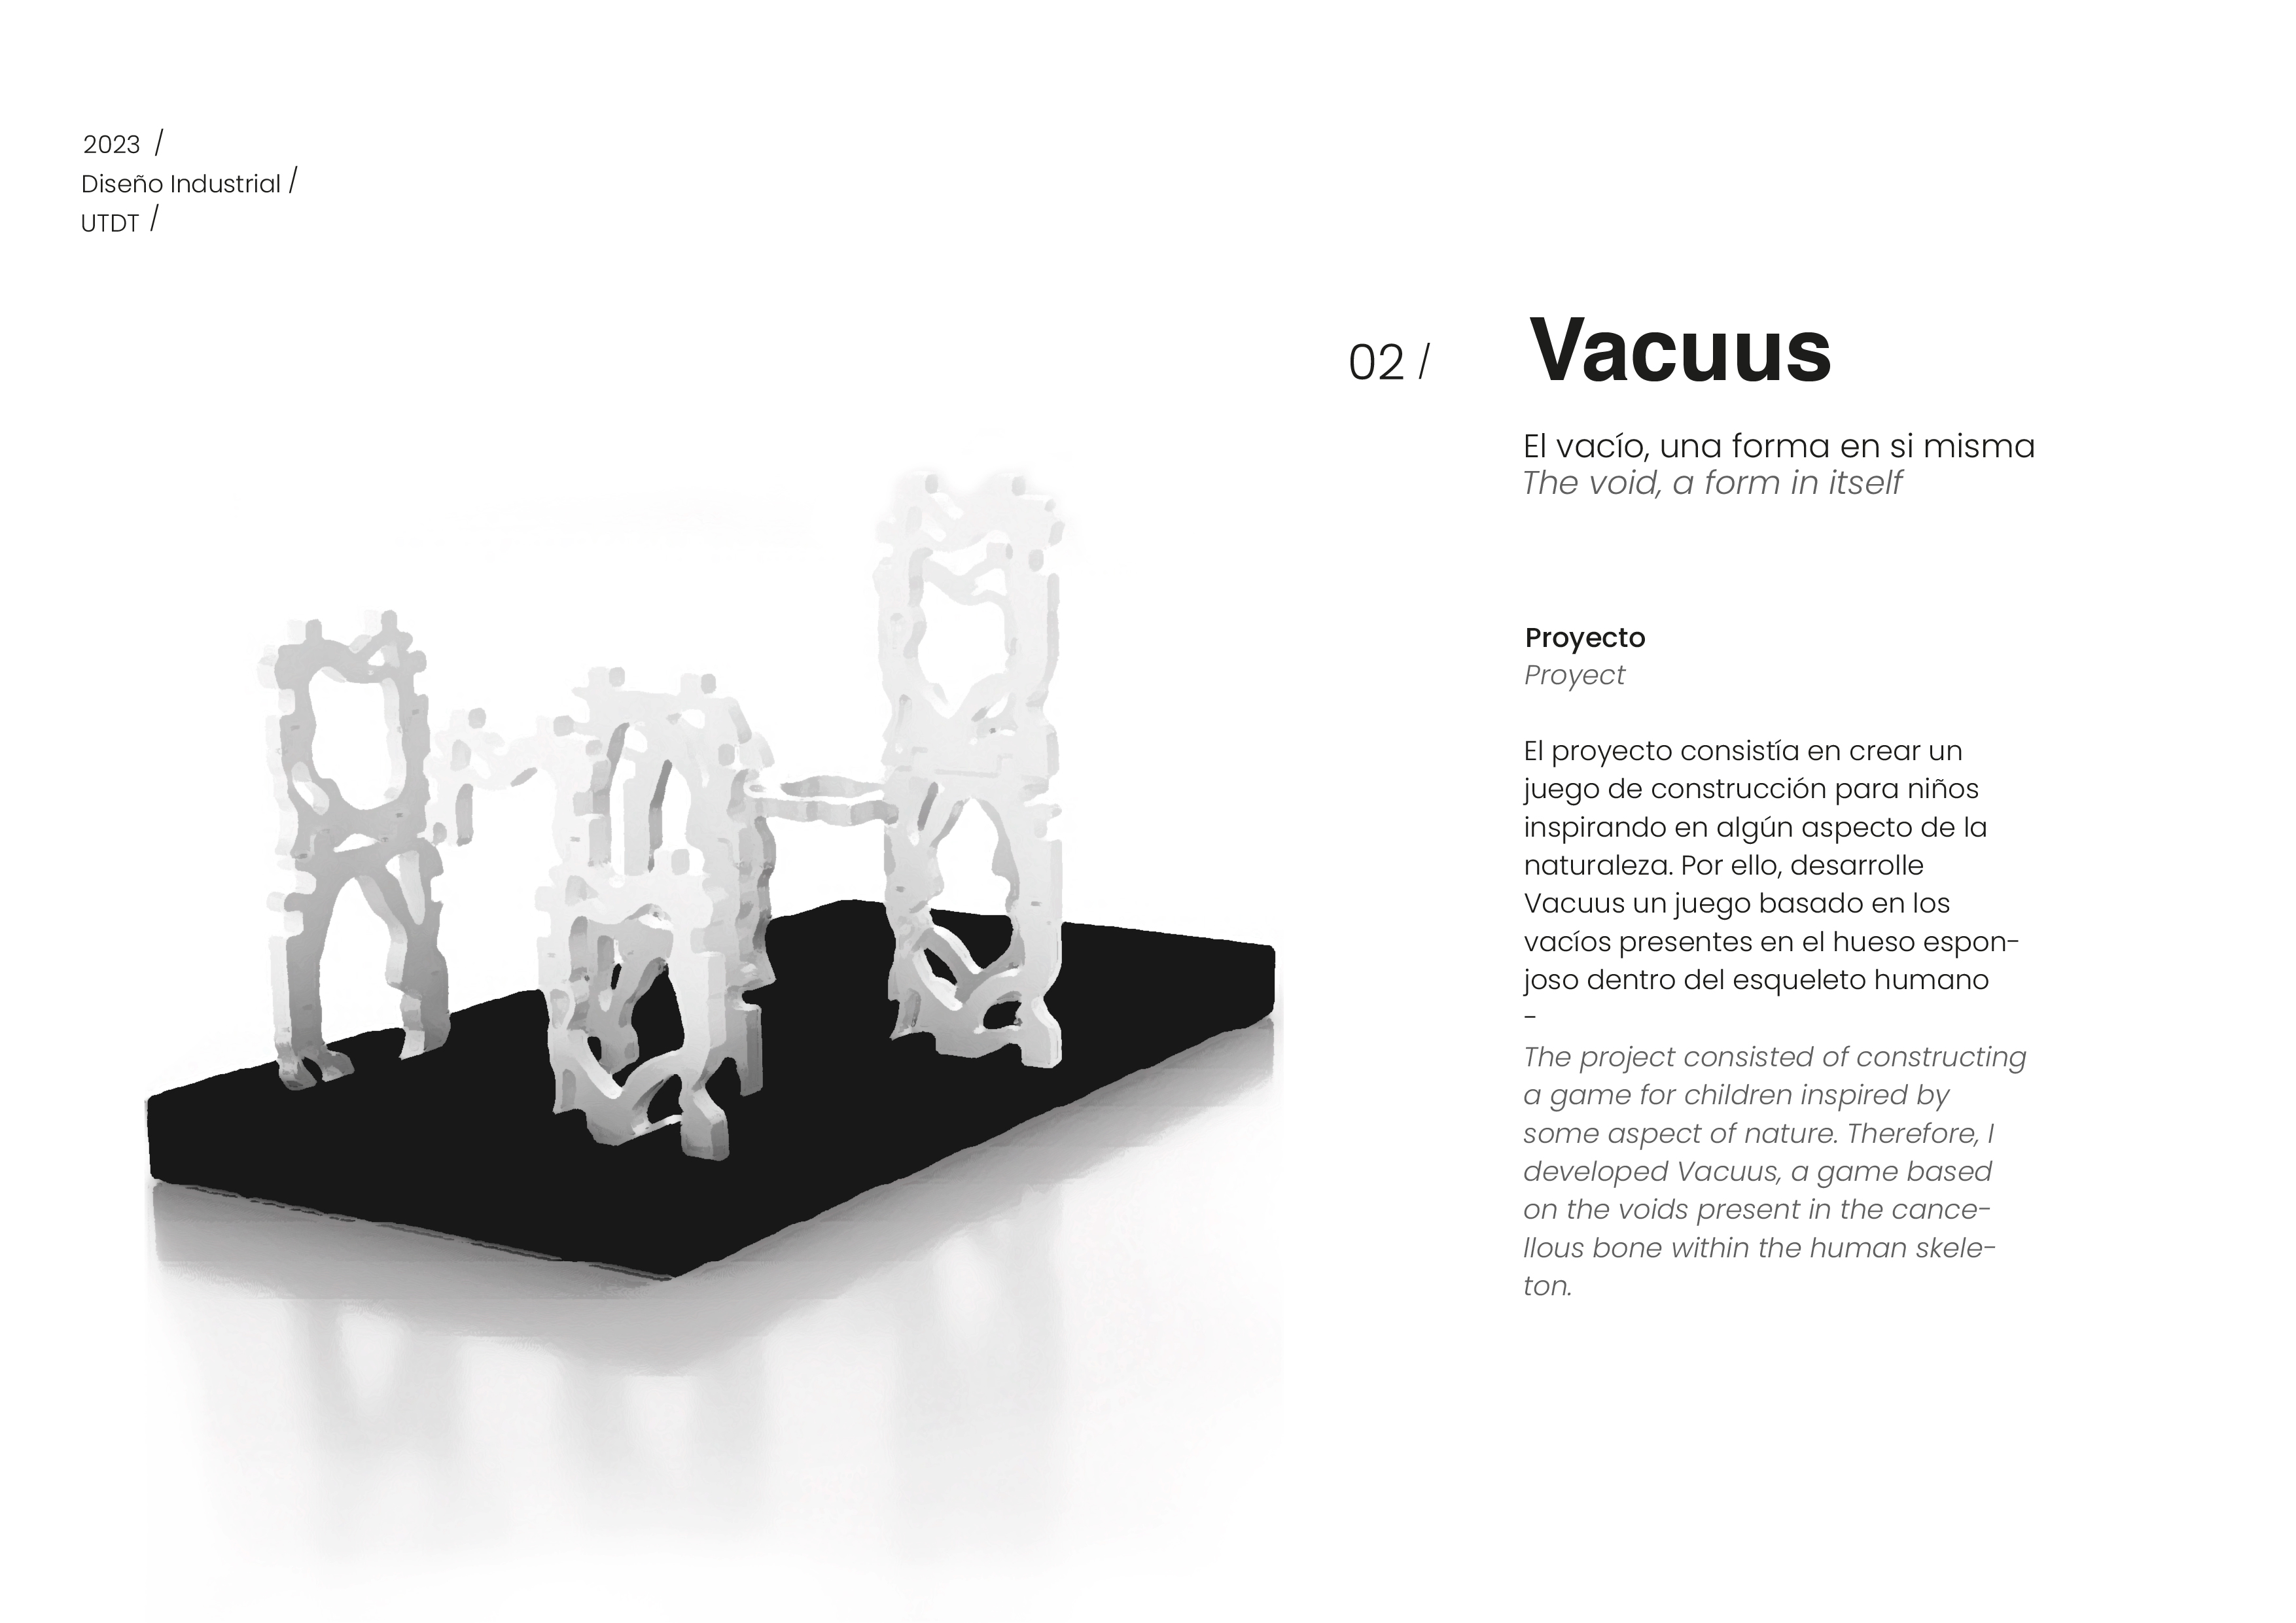 2023 /
Diseño Industrial /
UTDT /
02 /
Vacuus
El vacío, una forma en si misma
The void, a form in itself
Proyecto
Proyect
El proyecto consistía en crear un
juego de construcción para niños
inspirando en algún aspecto de la
naturaleza. Por ello, desarrolle
Vacuus un juego basado en los
vacíos presentes en el hueso espon-
joso dentro del esqueleto humano
-
The project consisted of constructing
a game for children inspired by
some aspect of nature. Therefore, I
developed Vacuus, a game based
on the voids present in the cance-
llous bone within the human skele-
ton.